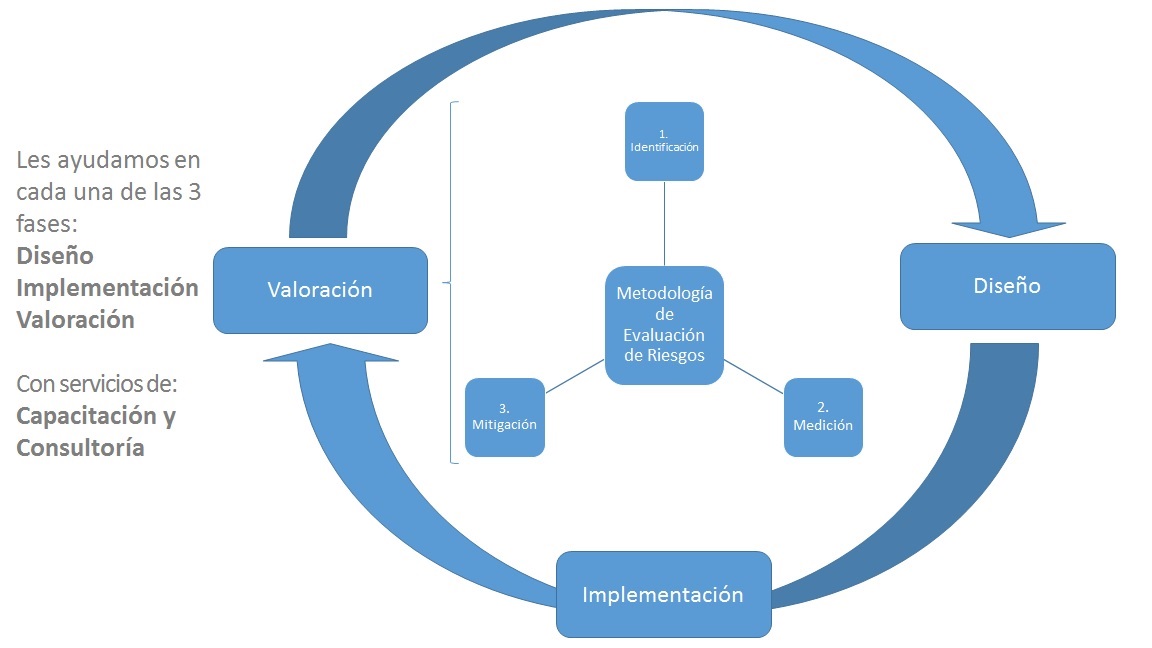 Les ayudamos en
cada una de las 3
fases:
Diseño
Implementación
Valoración
Con servicios de:
Capacitación y
Consultoría
Valoración
1.
Identificación
Metodología
de
Evaluación
de Riesgos
3.
Mitigación
2.
Medición
Diseño
Implementación